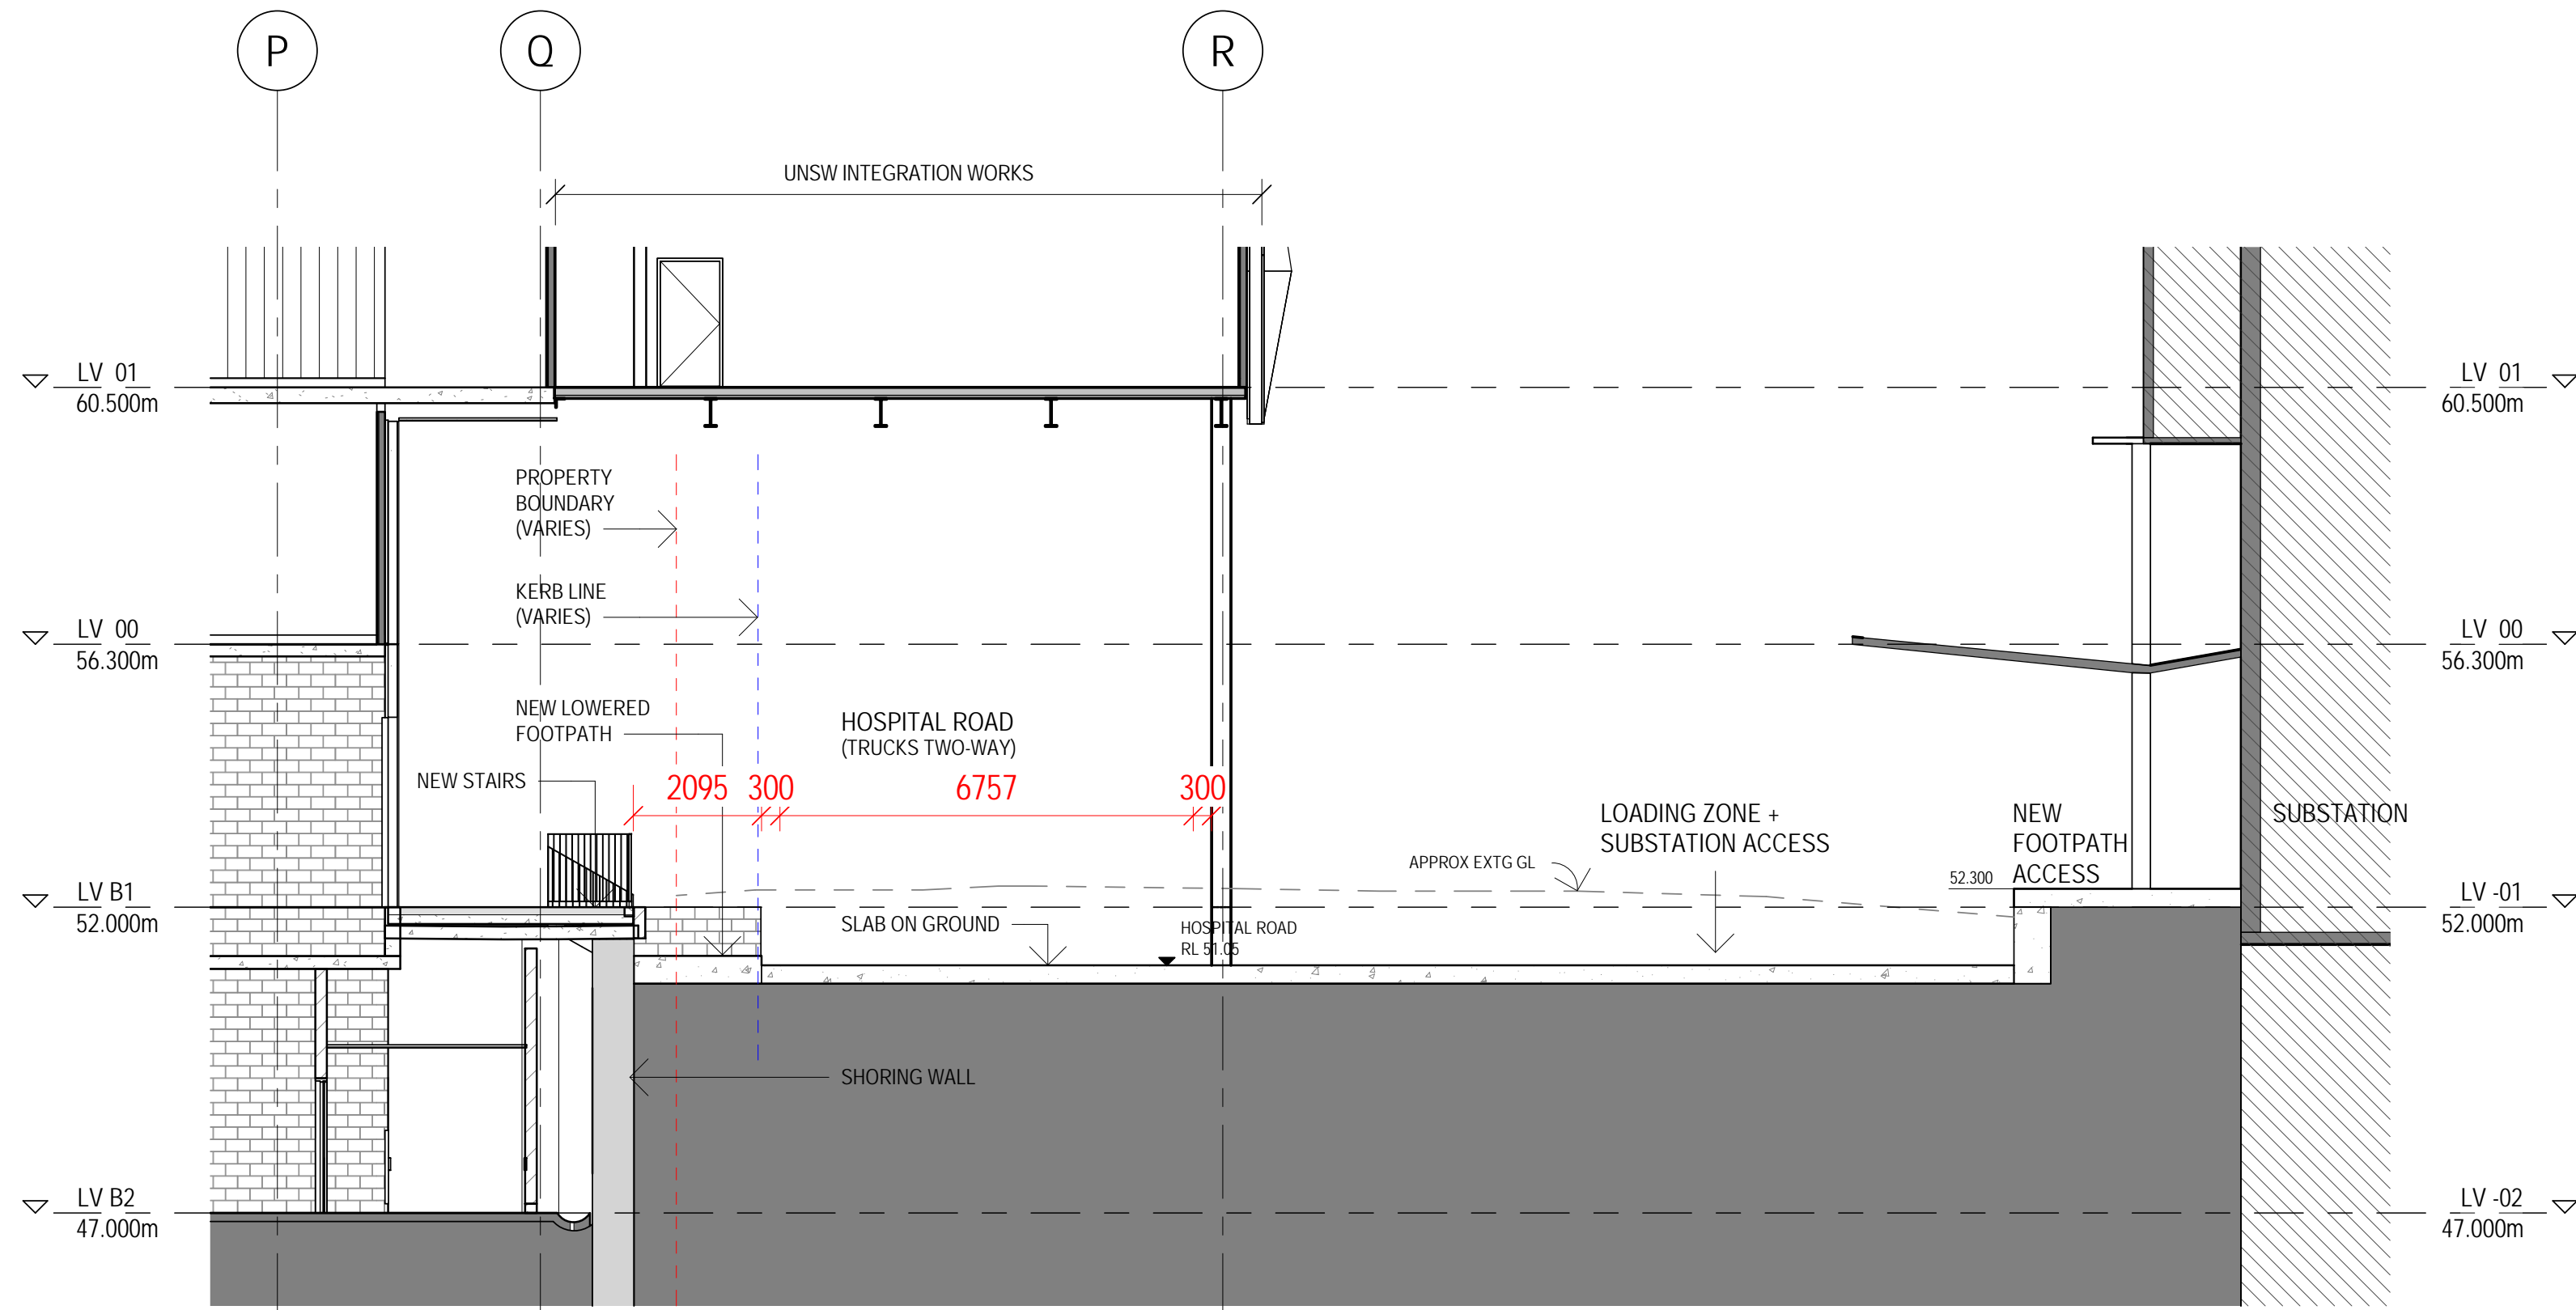 P
Q
R
UNSW INTEGRATION WORKS
LV 01
60.500m
LV 01
60.500m
PROPERTY
BOUNDARY
(VARIES)
KERB LINE
(VARIES)
LV 00
56.300m
LV 00
56.300m
NEW LOWERED
FOOTPATH
HOSPITAL ROAD
(TRUCKS TWO-WAY)
NEW STAIRS
2095
300
6757
300
LOADING ZONE +
SUBSTATION ACCESS
NEW
FOOTPATH
ACCESS
SUBSTATION
APPROX EXTG GL
52.300
LV B1
52.000m
LV -01
52.000m
SLAB ON GROUND
HOSPITAL ROAD
RL 51.05
SHORING WALL
LV B2
47.000m
LV -02
47.000m